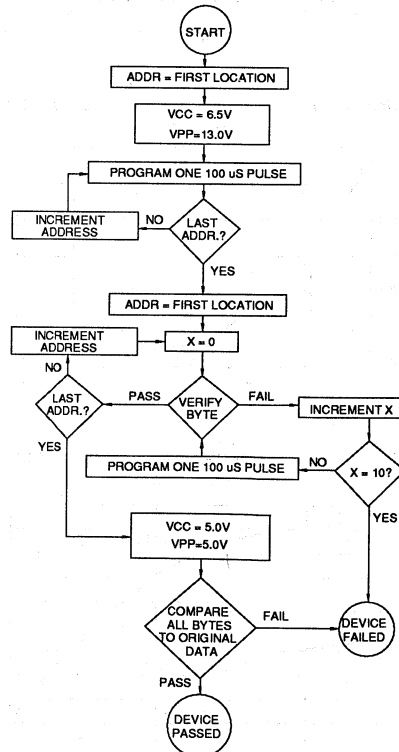 START
ADDR = FIRST LOCATION
VCC = 6.5V
VPP=13.0V
PROGRAM ONE 100 uS PULSE
INCREMENT
ADDRESS
NO
LAST
ADDR.?
YES
ADDR = FIRST LOCATION
INCREMENT
ADDRESS
X = 0
NO
LAST
ADDR.?
PASS
VERIFY
BYTE
FAIL
INCREMENT X
YES
PROGRAM ONE 100 uS PULSE
NO
X = 10?
YES
VCC = 5.0V
VPP=5.0V
COMPARE
ALL BYTES
TO ORIGINAL
DATA
FAIL
DEVICE
FAILED
PASS
DEVICE
PASSED